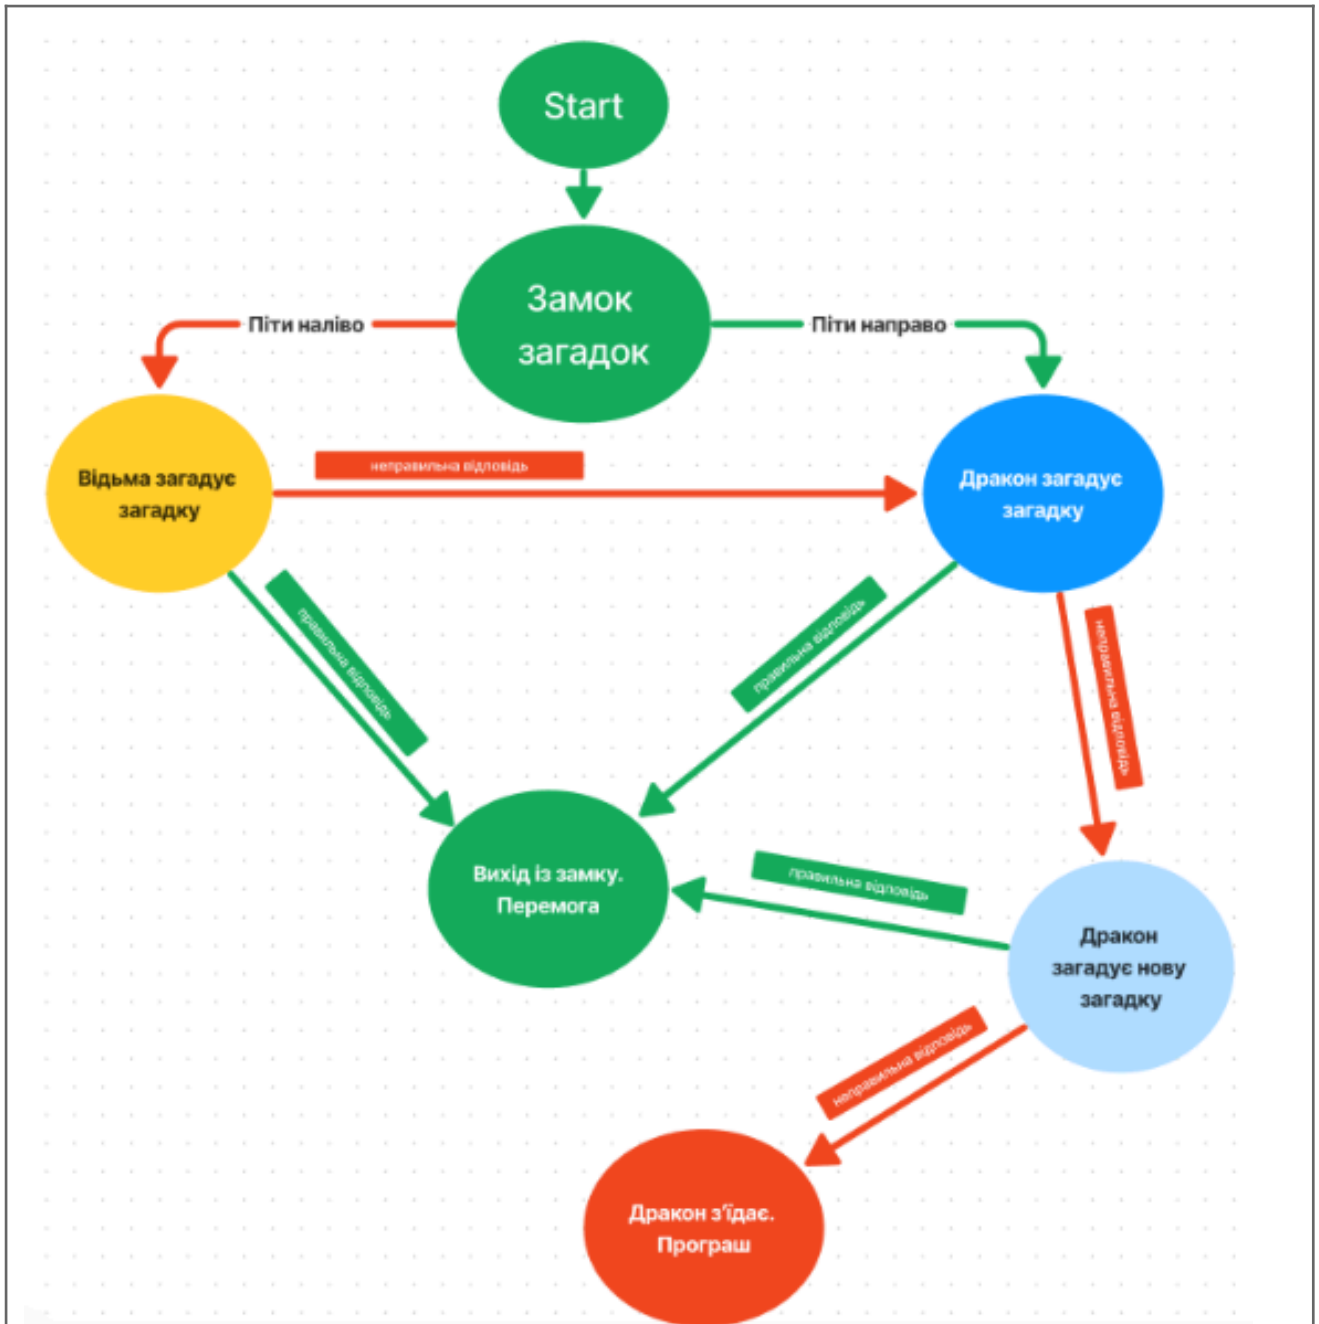 Start
Замок
загадок
Піти наліво
Піти направо
Відьма загадує
загадку
неправильна відповідь
Дракон загадує
загадку
правильна відповідь
правильна відповідь
неправильна відповідь
Вихід із замку.
Перемога
правильна відповідь
Дракон
загадує нову
загадку
неправильна відповідь
Дракон з'їдає.
Програш